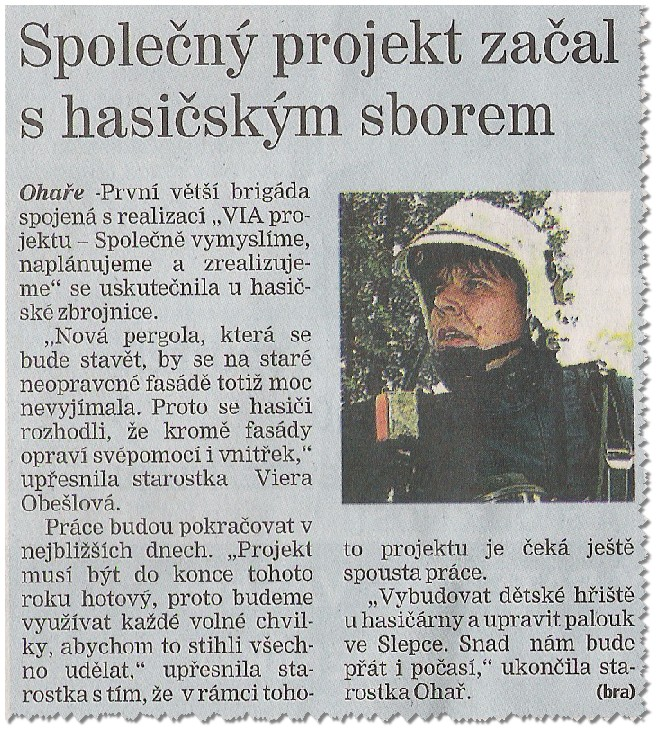 Společný projekt začal
s hasičským sborem
Ohaře -První větší brigáda
spojená s realizací „VIA pro-
jektu – Společně vymyslíme,
naplánujeme a zrealizuje-
me“ se uskutečnila u hasič-
ské zbrojnice.
„Nová pergola, která se
bude stavět, by se na staré
neopravené fasádě totiž moc
nevyjímala. Proto se hasiči
rozhodli, že kromě fasády
opraví svépomoci i vnitřek,“
upřesnila starostka Viera
Obešlová.
Práce budou pokračovat v
nejbližších dnech. „Projekt
musí být do konce tohoto
roku hotový, proto budeme
využívat každé volné chvil-
ky, abychom to stihli všech-
no udělat,“ upřesnila sta-
rostka s tím, že v rámci toho-
to projektu je čeká ještě
spousta práce.
„Vybudovat dětské hřiště
u hasičárny a upravit palouk
ve Slepce. Snad nám bude
přát i počasí,“ ukončila sta-
rostka Ohař. (bra)